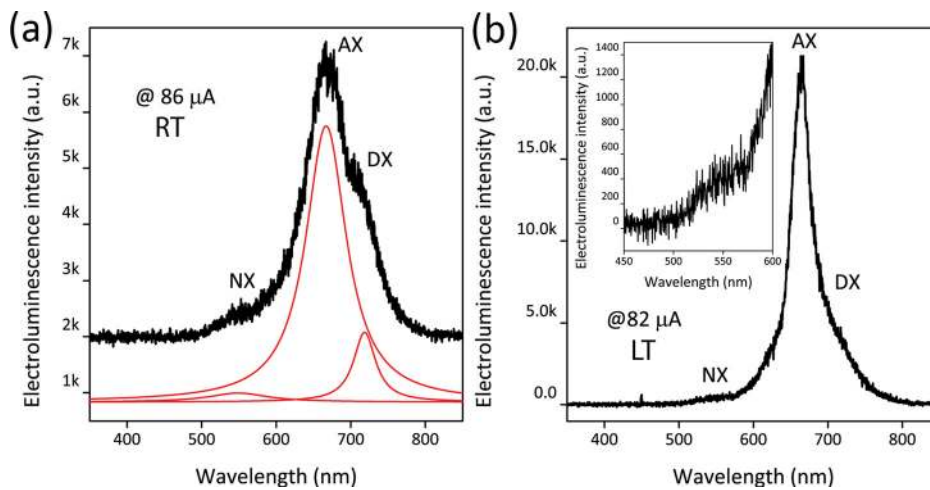 (a)
Electroluminescence intensity (a.u.)
7k
6k
5k
4k
3k
2k
1k
@ 86 μA
RT
AX
DX
NX
400 500 600 700 800
Wavelength (nm)
(b)
Electroluminescence intensity (a.u.)
20.0k
15.0k
10.0k
5.0k
0.0
AX
DX
NX
@82 μA
LT
400 500 600 700 800
Wavelength (nm)
Electroluminescence intensity (a.u.)
1400
1200
1000
800
600
400
200
0
450 500 550 600
Wavelength (nm)